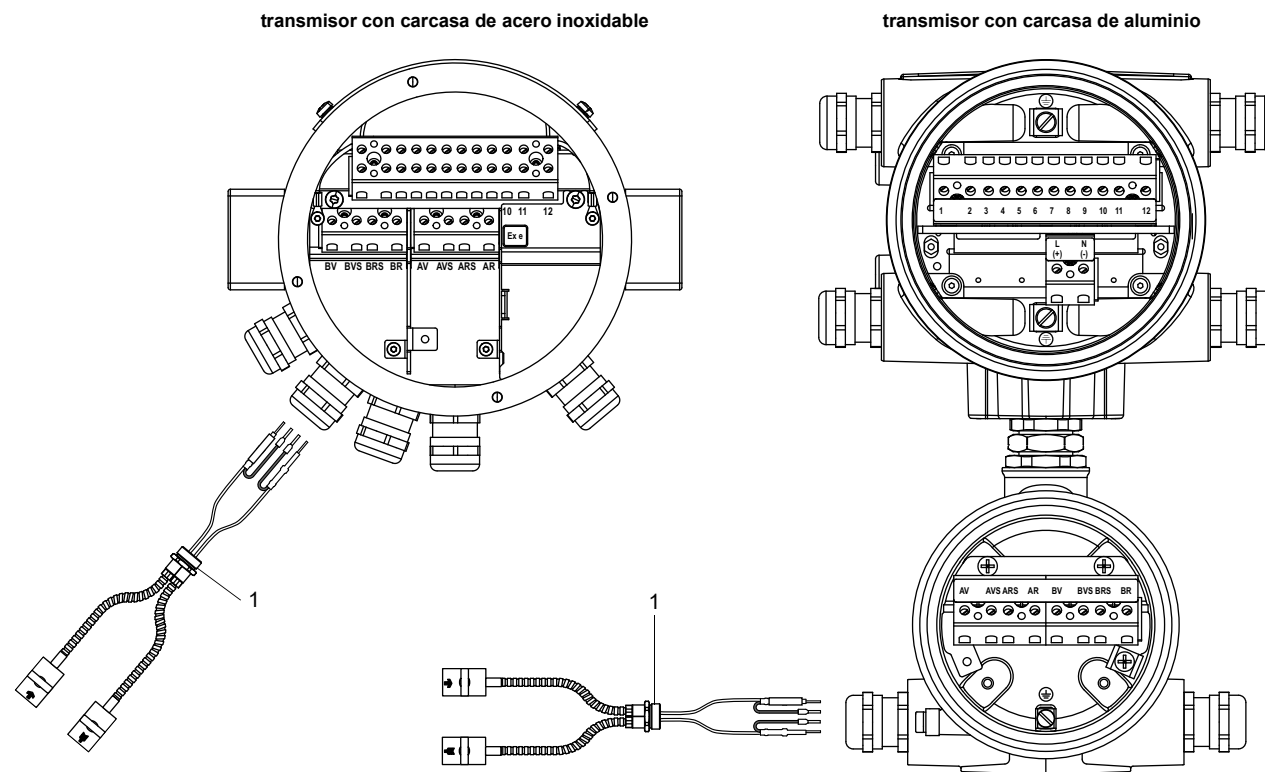 transmisor con carcasa de acero inoxidable
transmisor con carcasa de aluminio
10 11 12
Ex e
BV BVS BRS BR AV AVS ARS AR
1 2 3 4 5 6 7 8 9 10 11 12
L N
(+) (-)
1
1
AV AVS ARS AR BV BVS BRS BR